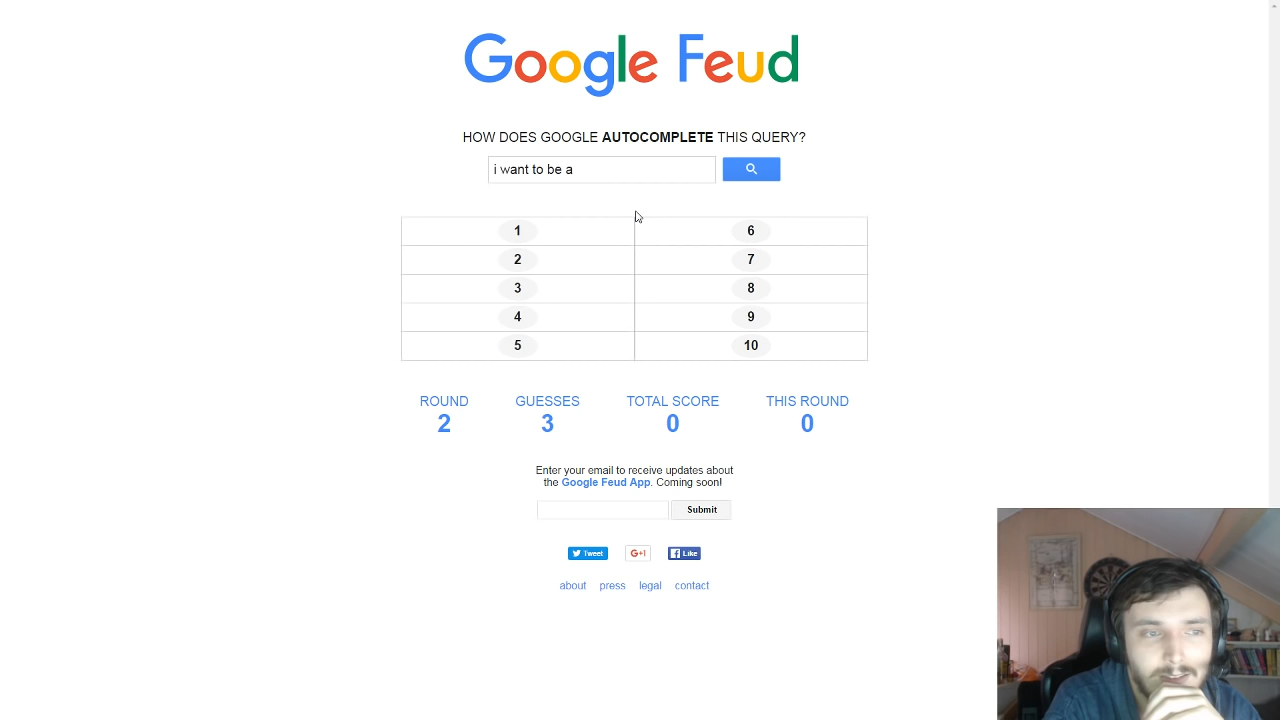 Google Feud
HOW DOES GOOGLE AUTOCOMPLETE THIS QUERY?
i want to be a
1 6
2 7
3 8
4 9
5 10
ROUND GUESSES TOTAL SCORE THIS ROUND
2 3 0 0
Enter your email to receive updates about
the Google Feud App. Coming soon!
Submit
Tweet G+1 Like
about press legal contact